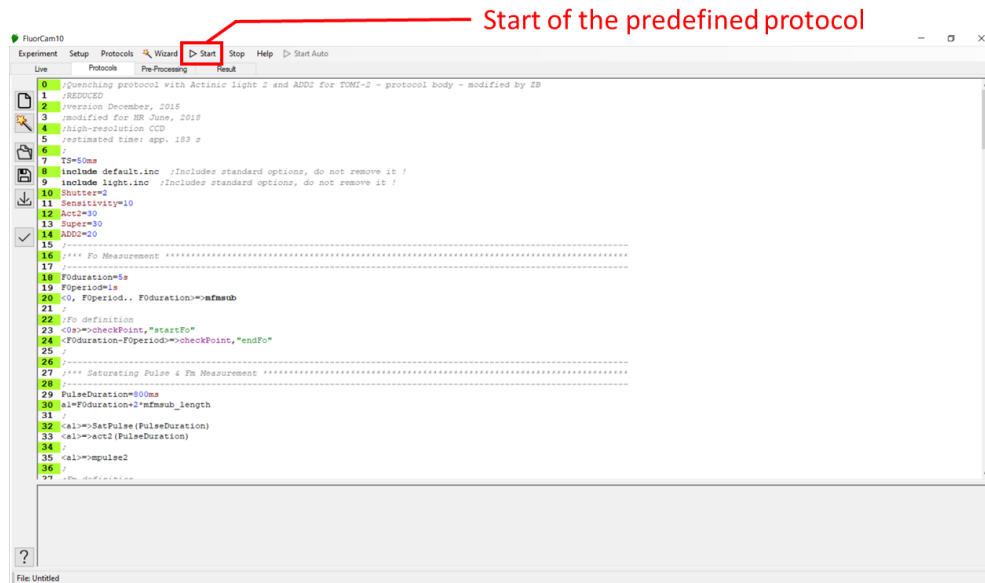 Start of the predefined protocol
FluorCam10
Experiment Setup Protocols Wizard Start Stop Help Start Auto
Live Protocols Pre-Processing Result
0 ;Quenching protocol with Actinic light 2 and ADD2 for TOMI-2 - protocol body - modified by ZB
1 ;REDUCED
2 ;version December, 2015
3 ;modified for HR June, 2018
4 ;high-resolution CCD
5 ;estimated time: app. 183 s
6 ;
7 TS=50ms
8 include default.inc ;Includes standard options, do not remove it !
9 include light.inc ;Includes standard options, do not remove it !
10 Shutter=2
11 Sensitivity=10
12 Act2=30
13 Super=30
14 ADD2=20
15 ;------------------------------------------------------------------------------------------------------------
16 ;*** Fo Measurement *****************************************************************************************
17 ;------------------------------------------------------------------------------------------------------------
18 F0duration=5s
19 F0period=1s
20 <0, F0period.. F0duration>=>mfmsub
21 ;
22 ;Fo definition
23 <0s>=>checkPoint,"startFo"
24 <F0duration-F0period>=>checkPoint,"endFo"
25 ;
26 ;------------------------------------------------------------------------------------------------------------
27 ;*** Saturating Pulse & Fm Measurement **********************************************************************
28 ;------------------------------------------------------------------------------------------------------------
29 PulseDuration=800ms
30 a1=F0duration+2*mfmsub_length
31 ;
32 <a1>=>SatPulse(PulseDuration)
33 <a1>=>act2(PulseDuration)
34 ;
35 <a1>=>mpulse2
36 ;
37 ;Fm definition
?
File: Untitled